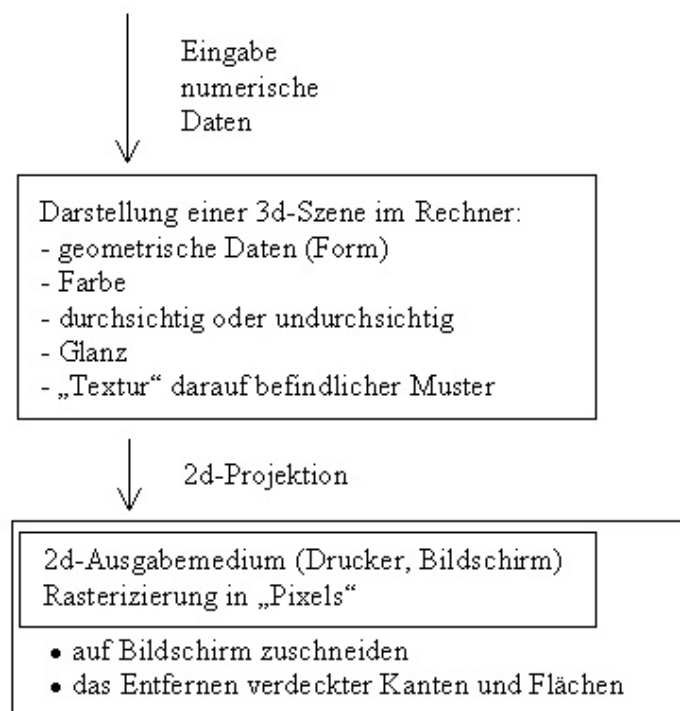 Eingabe
numerische
Daten
Darstellung einer 3d-Szene im Rechner:
- geometrische Daten (Form)
- Farbe
- durchsichtig oder undurchsichtig
- Glanz
- „Textur“ darauf befindlicher Muster
2d-Projektion
2d-Ausgabemedium (Drucker, Bildschirm)
Rasterizierung in „Pixels“
• auf Bildschirm zuschneiden
• das Entfernen verdeckter Kanten und Flächen